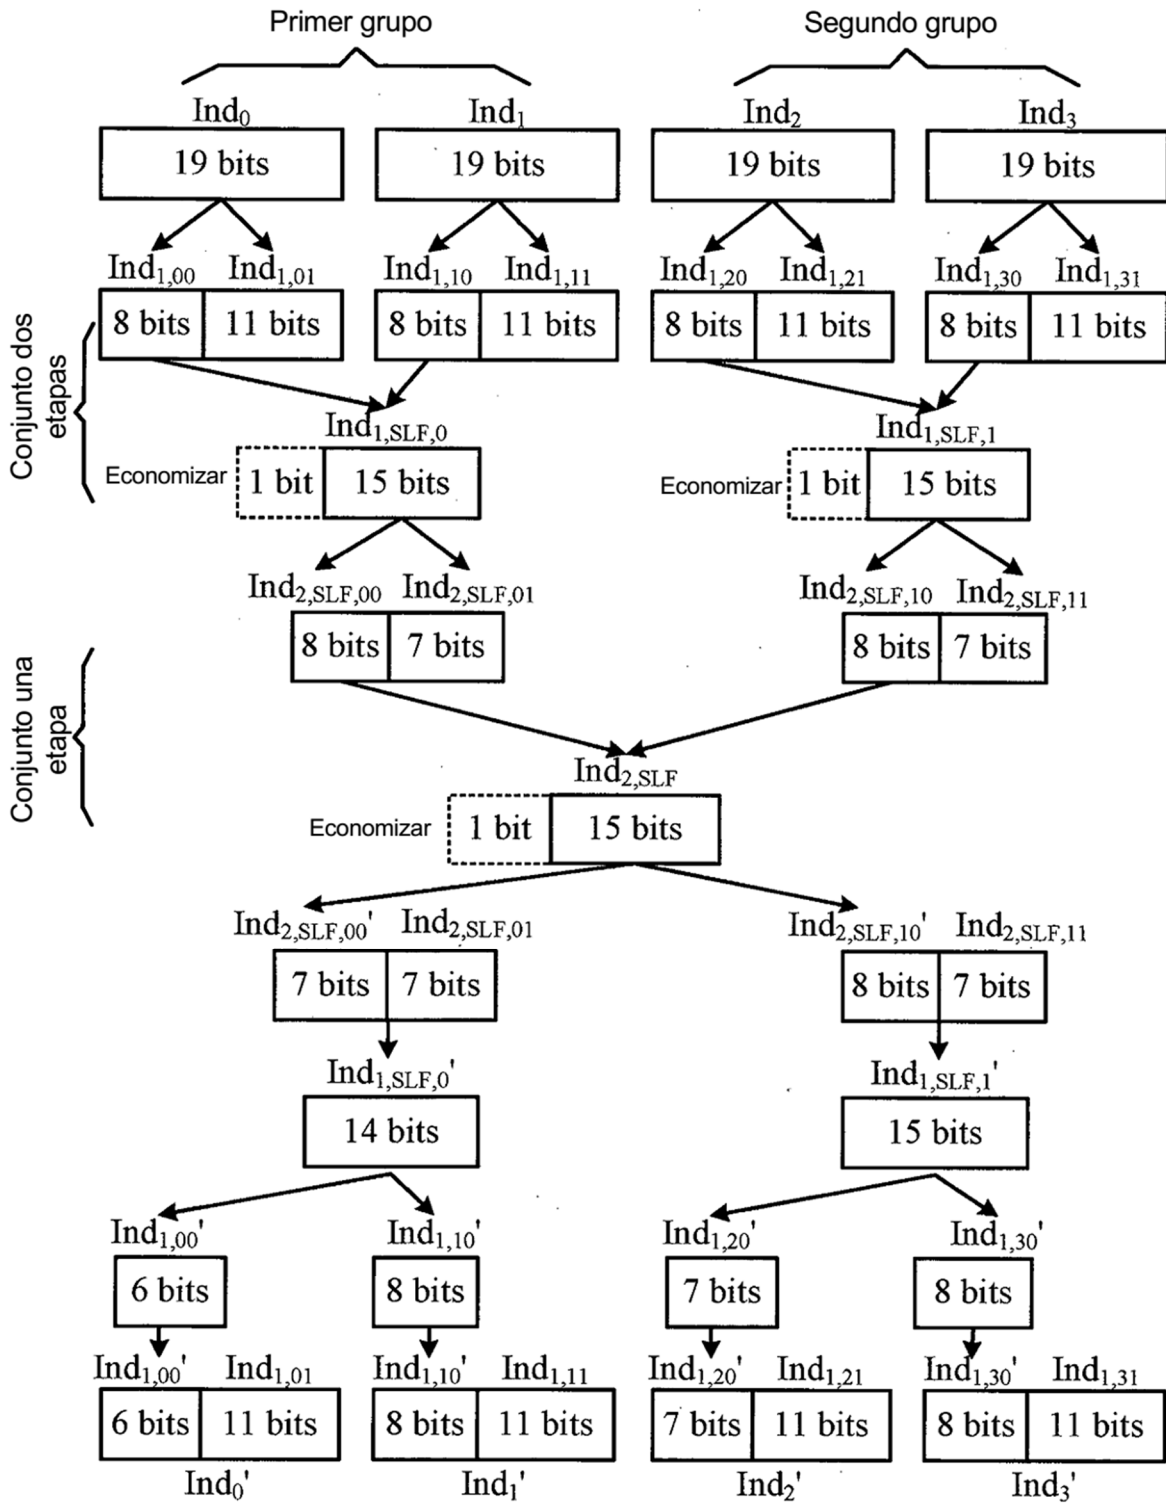 Primer grupo Segundo grupo
Ind0 Ind1 Ind2 Ind3
19 bits 19 bits 19 bits 19 bits
Ind1,00 Ind1,01 Ind1,10 Ind1,11 Ind1,20 Ind1,21 Ind1,30 Ind1,31
8 bits 11 bits 8 bits 11 bits 8 bits 11 bits 8 bits 11 bits
Conjunto dos
etapas
Ind1,SLF,0 Ind1,SLF,1
Economizar 1 bit 15 bits Economizar 1 bit 15 bits
Ind2,SLF,00 Ind2,SLF,01 Ind2,SLF,10 Ind2,SLF,11
8 bits 7 bits 8 bits 7 bits
Conjunto una
etapa
Ind2,SLF
Economizar 1 bit 15 bits
Ind2,SLF,00' Ind2,SLF,01 Ind2,SLF,10' Ind2,SLF,11
7 bits 7 bits 8 bits 7 bits
Ind1,SLF,0' Ind1,SLF,1'
14 bits 15 bits
Ind1,00' Ind1,10' Ind1,20' Ind1,30'
6 bits 8 bits 7 bits 8 bits
Ind1,00' Ind1,01 Ind1,10' Ind1,11 Ind1,20' Ind1,21 Ind1,30' Ind1,31
6 bits 11 bits 8 bits 11 bits 7 bits 11 bits 8 bits 11 bits
Ind0' Ind1' Ind2' Ind3'